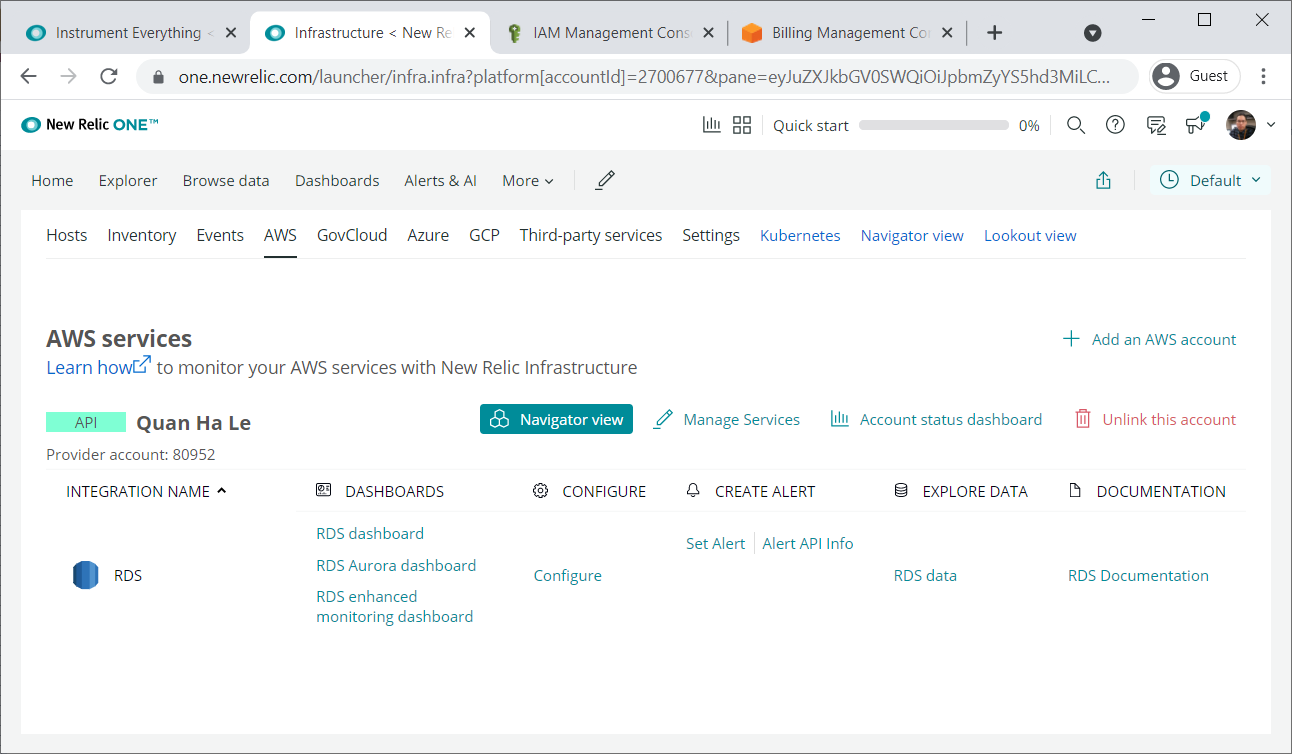 Instrument Everything <
Infrastructure < New Re
IAM Management Cons
Billing Management Co
one.newrelic.com/launcher/infra.infra?platform[accountId]=2700677&pane=eyJuZXJkbGV0SWQiOiJpbmZyYS5hd3MiLC...
Guest
New Relic ONE™
Quick start
0%
Home
Explorer
Browse data
Dashboards
Alerts & AI
More
Default
Hosts
Inventory
Events
AWS
GovCloud
Azure
GCP
Third-party services
Settings
Kubernetes
Navigator view
Lookout view
AWS services
Add an AWS account
Learn how to monitor your AWS services with New Relic Infrastructure
API
Quan Ha Le
Navigator view
Manage Services
Account status dashboard
Unlink this account
Provider account: 80952
INTEGRATION NAME
DASHBOARDS
CONFIGURE
CREATE ALERT
EXPLORE DATA
DOCUMENTATION
RDS
RDS dashboard
RDS Aurora dashboard
RDS enhanced
monitoring dashboard
Configure
Set Alert
Alert API Info
RDS data
RDS Documentation